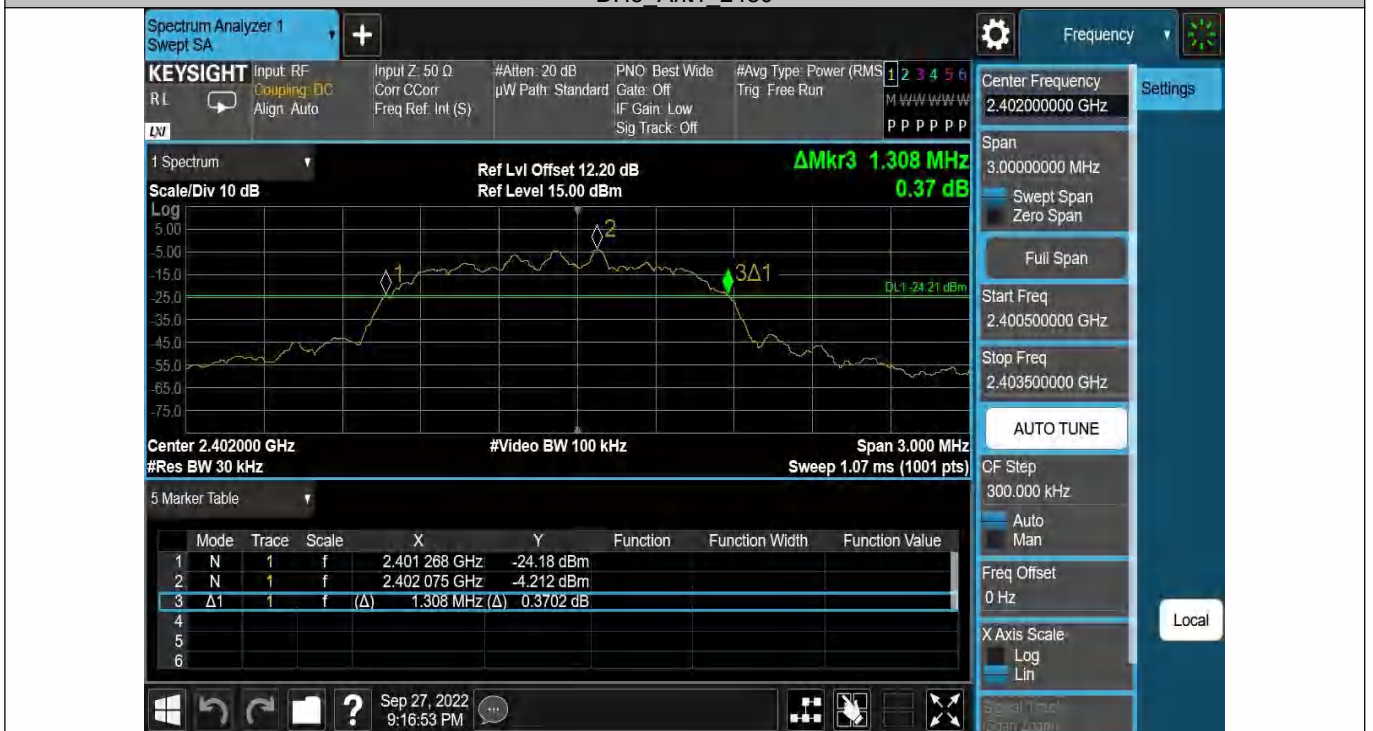 Spectrum Analyzer 1
Swept SA
Frequency
KEYSIGHT
RL
LXI
Input: RF
Coupling: DC
Align: Auto
Input Z: 50 Ω
Corr CCorr
Freq Ref: Int (S)
#Atten: 20 dB
µW Path: Standard
PNO: Best Wide
Gate: Off
IF Gain: Low
Sig Track: Off
#Avg Type: Power (RMS
Trig: Free Run
1 2 3 4 5 6
M W W W W W
P P P P P P
1 Spectrum
Scale/Div 10 dB
Ref Lvl Offset 12.20 dB
Ref Level 15.00 dBm
ΔMkr3 1.308 MHz
0.37 dB
Log
5.00
-5.00
-15.0
-25.0
-35.0
-45.0
-55.0
-65.0
-75.0
1
2
3Δ1
DL1 -24.21 dBm
Center 2.402000 GHz
#Video BW 100 kHz
Span 3.000 MHz
#Res BW 30 kHz
Sweep 1.07 ms (1001 pts)
5 Marker Table
Mode Trace Scale X Y Function Function Width Function Value
1 N 1 f 2.401 268 GHz -24.18 dBm
2 N 1 f 2.402 075 GHz -4.212 dBm
3 Δ1 1 f (Δ) 1.308 MHz (Δ) 0.3702 dB
4
5
6
Sep 27, 2022
9:16:53 PM
Center Frequency
2.402000000 GHz
Settings
Span
3.00000000 MHz
Swept Span
Zero Span
Full Span
Start Freq
2.400500000 GHz
Stop Freq
2.403500000 GHz
AUTO TUNE
CF Step
300.000 kHz
Auto
Man
Freq Offset
0 Hz
X Axis Scale
Log
Lin
Local